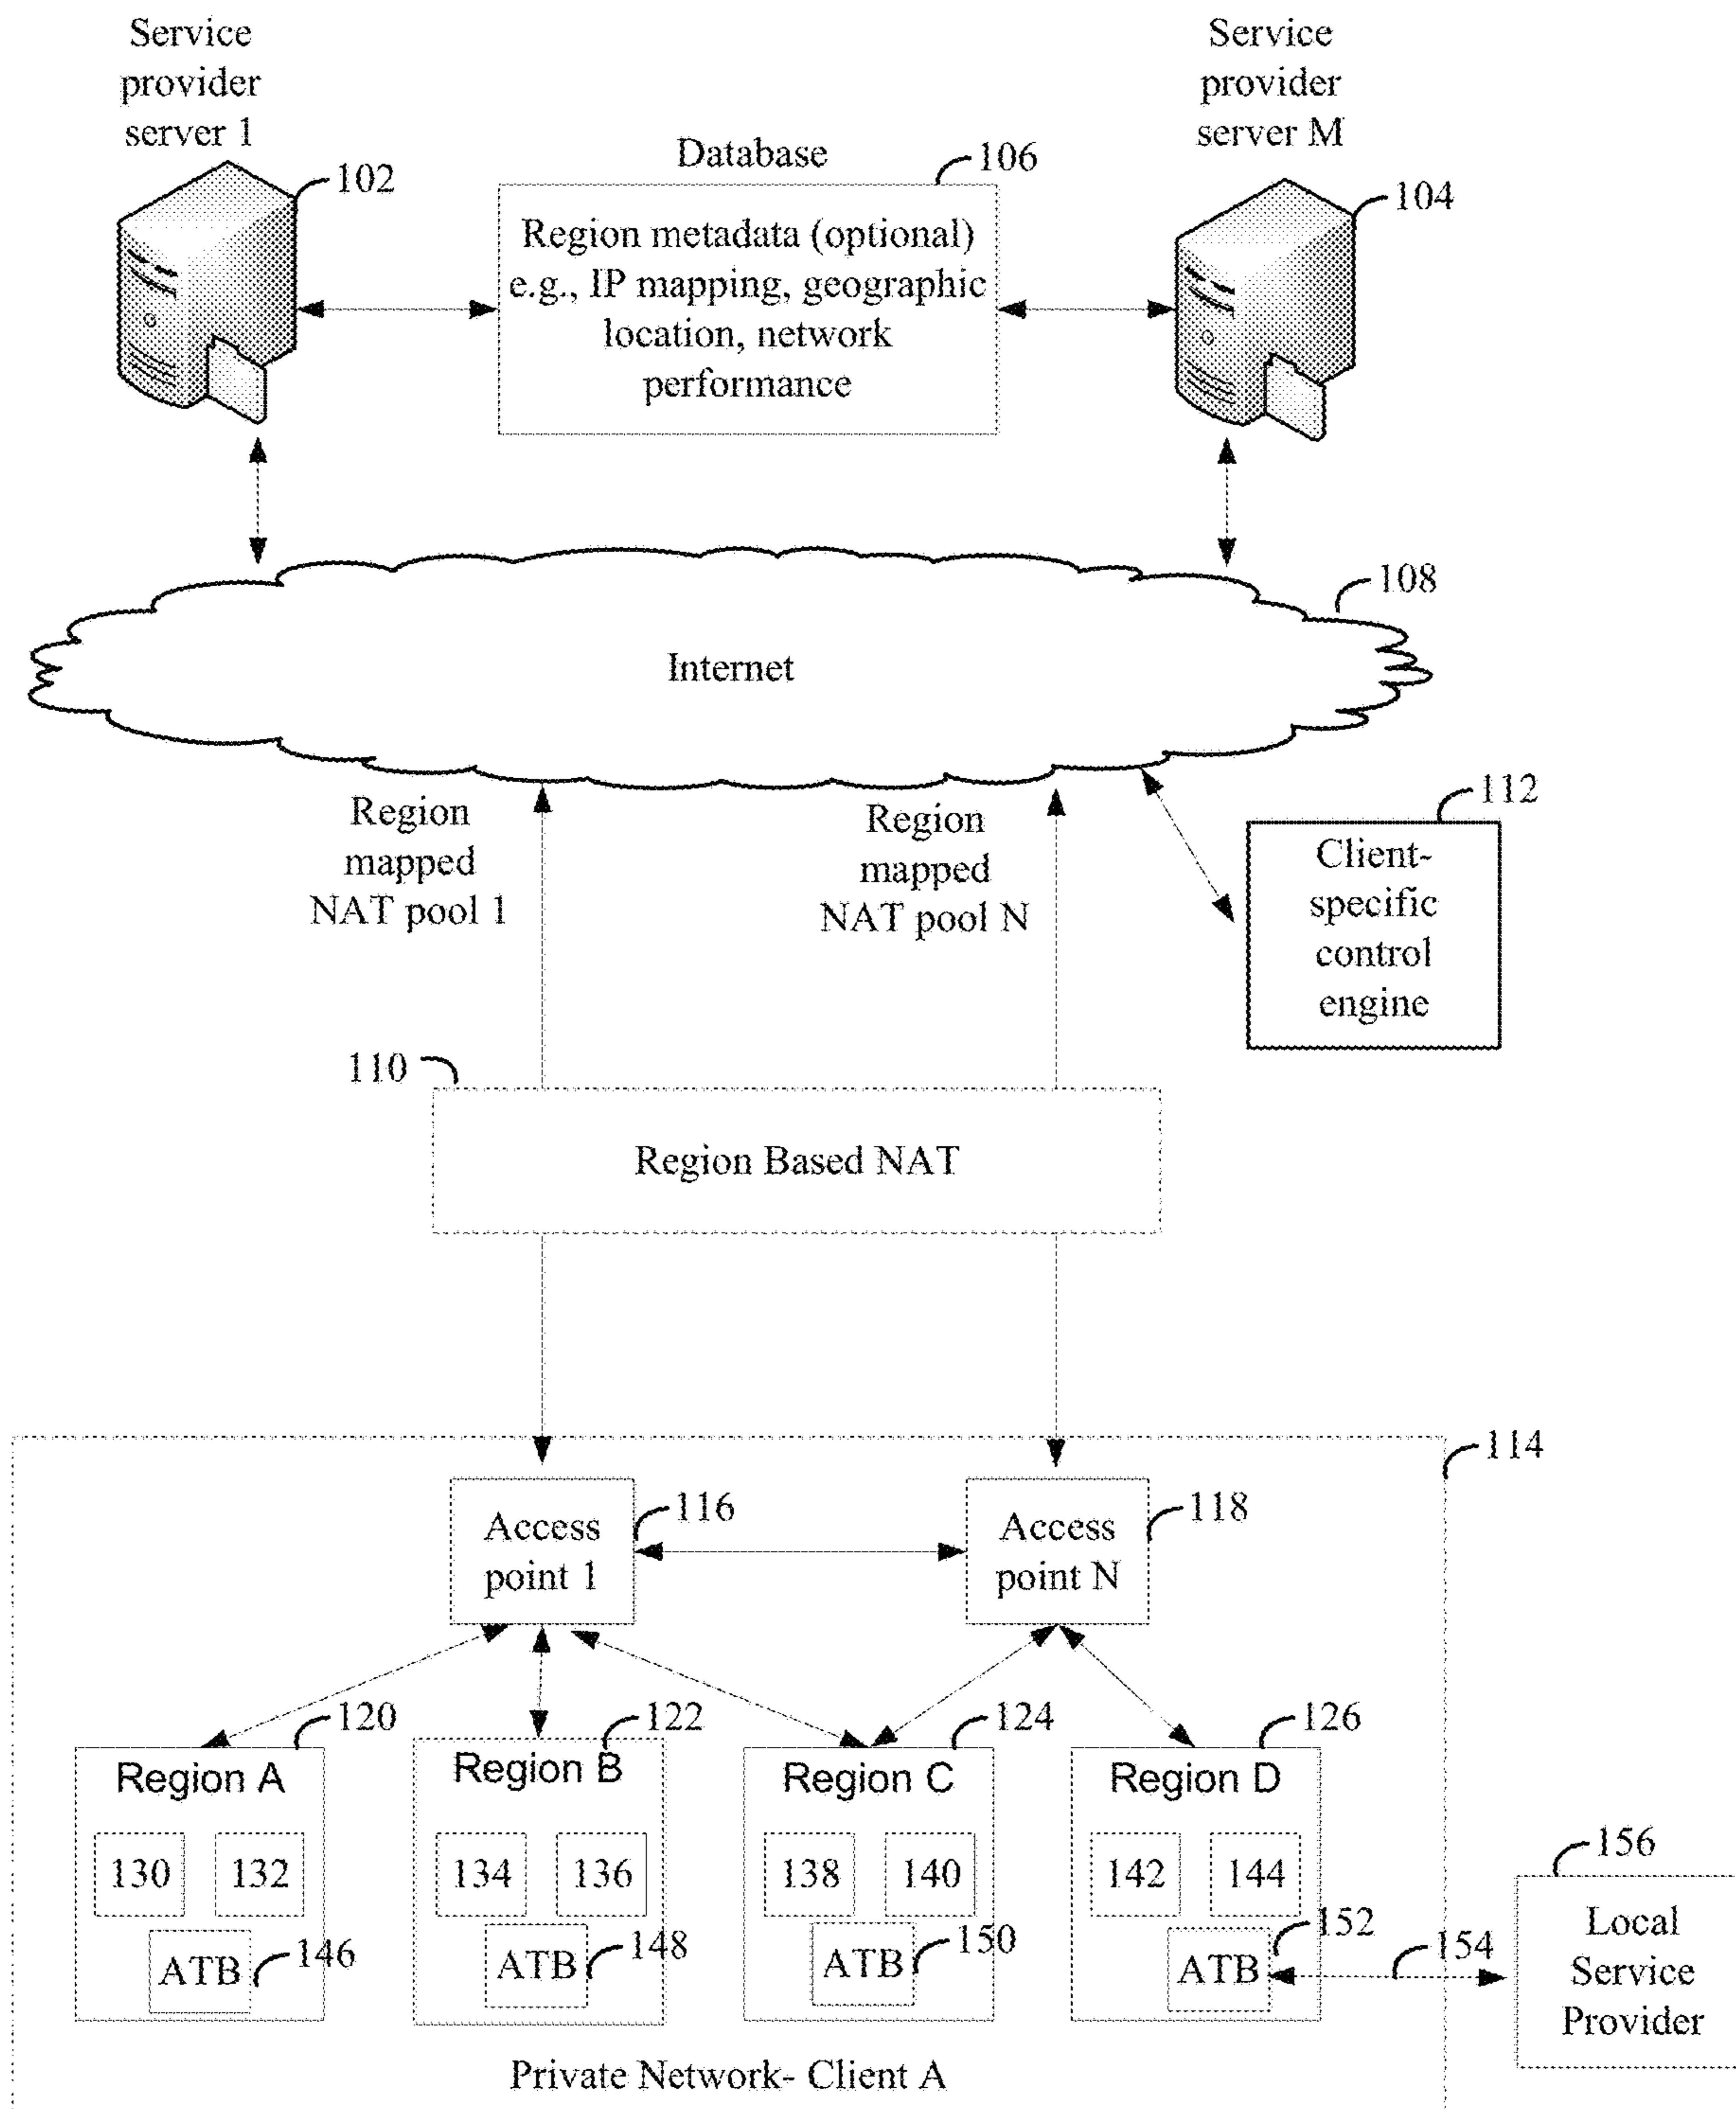 Service
provider
server 1
Service
provider
server M
Database
106
102
104
Region metadata (optional)
e.g., IP mapping, geographic
location, network
performance
108
Internet
Region
mapped
NAT pool 1
Region
mapped
NAT pool N
112
Client-
specific
control
engine
110
Region Based NAT
114
Access
point 1
116
Access
point N
118
120
122
124
126
Region A
Region B
Region C
Region D
130
132
134
136
138
140
142
144
ATB
146
ATB
148
ATB
150
ATB
152
154
156
Local
Service
Provider
Private Network- Client A